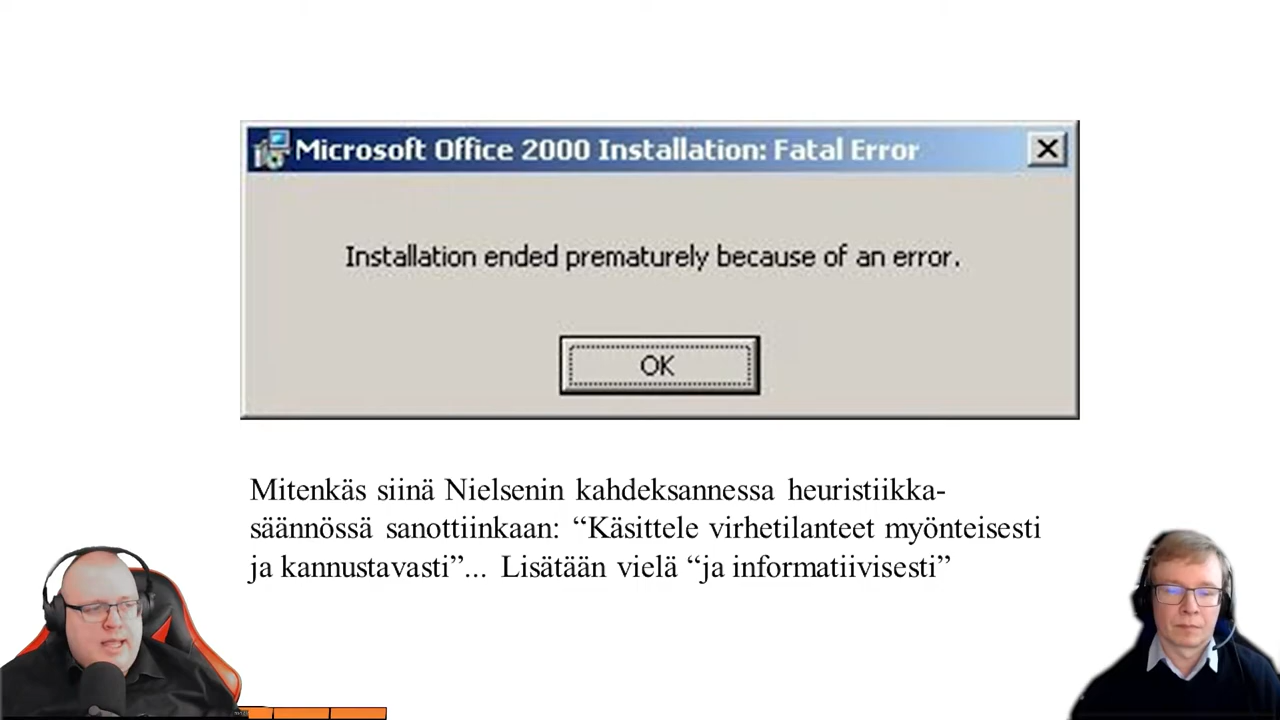 Microsoft Office 2000 Installation: Fatal Error
Installation ended prematurely because of an error.
OK
Mitenkäs siinä Nielsenin kahdeksannessa heuristiikka-
säännössä sanottiinkaan: “Käsittele virhetilanteet myönteisesti
ja kannustavasti”... Lisätään vielä “ja informatiivisesti”